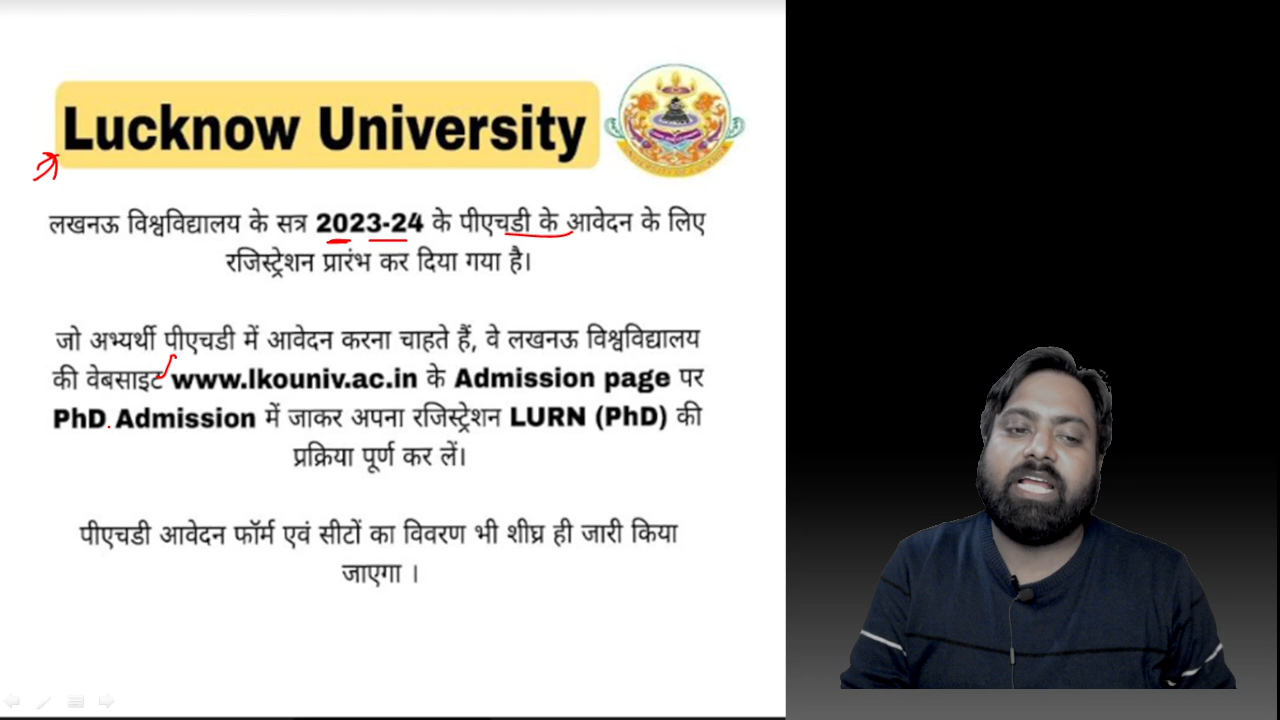 Lucknow University
लखनऊ विश्वविद्यालय के सत्र 2023-24 के पीएचडी के आवेदन के लिए
रजिस्ट्रेशन प्रारंभ कर दिया गया है।
जो अभ्यर्थी पीएचडी में आवेदन करना चाहते हैं, वे लखनऊ विश्वविद्यालय
की वेबसाइट www.lkouniv.ac.in के Admission page पर
PhD Admission में जाकर अपना रजिस्ट्रेशन LURN (PhD) की
प्रक्रिया पूर्ण कर लें।
पीएचडी आवेदन फॉर्म एवं सीटों का विवरण भी शीघ्र ही जारी किया
जाएगा ।